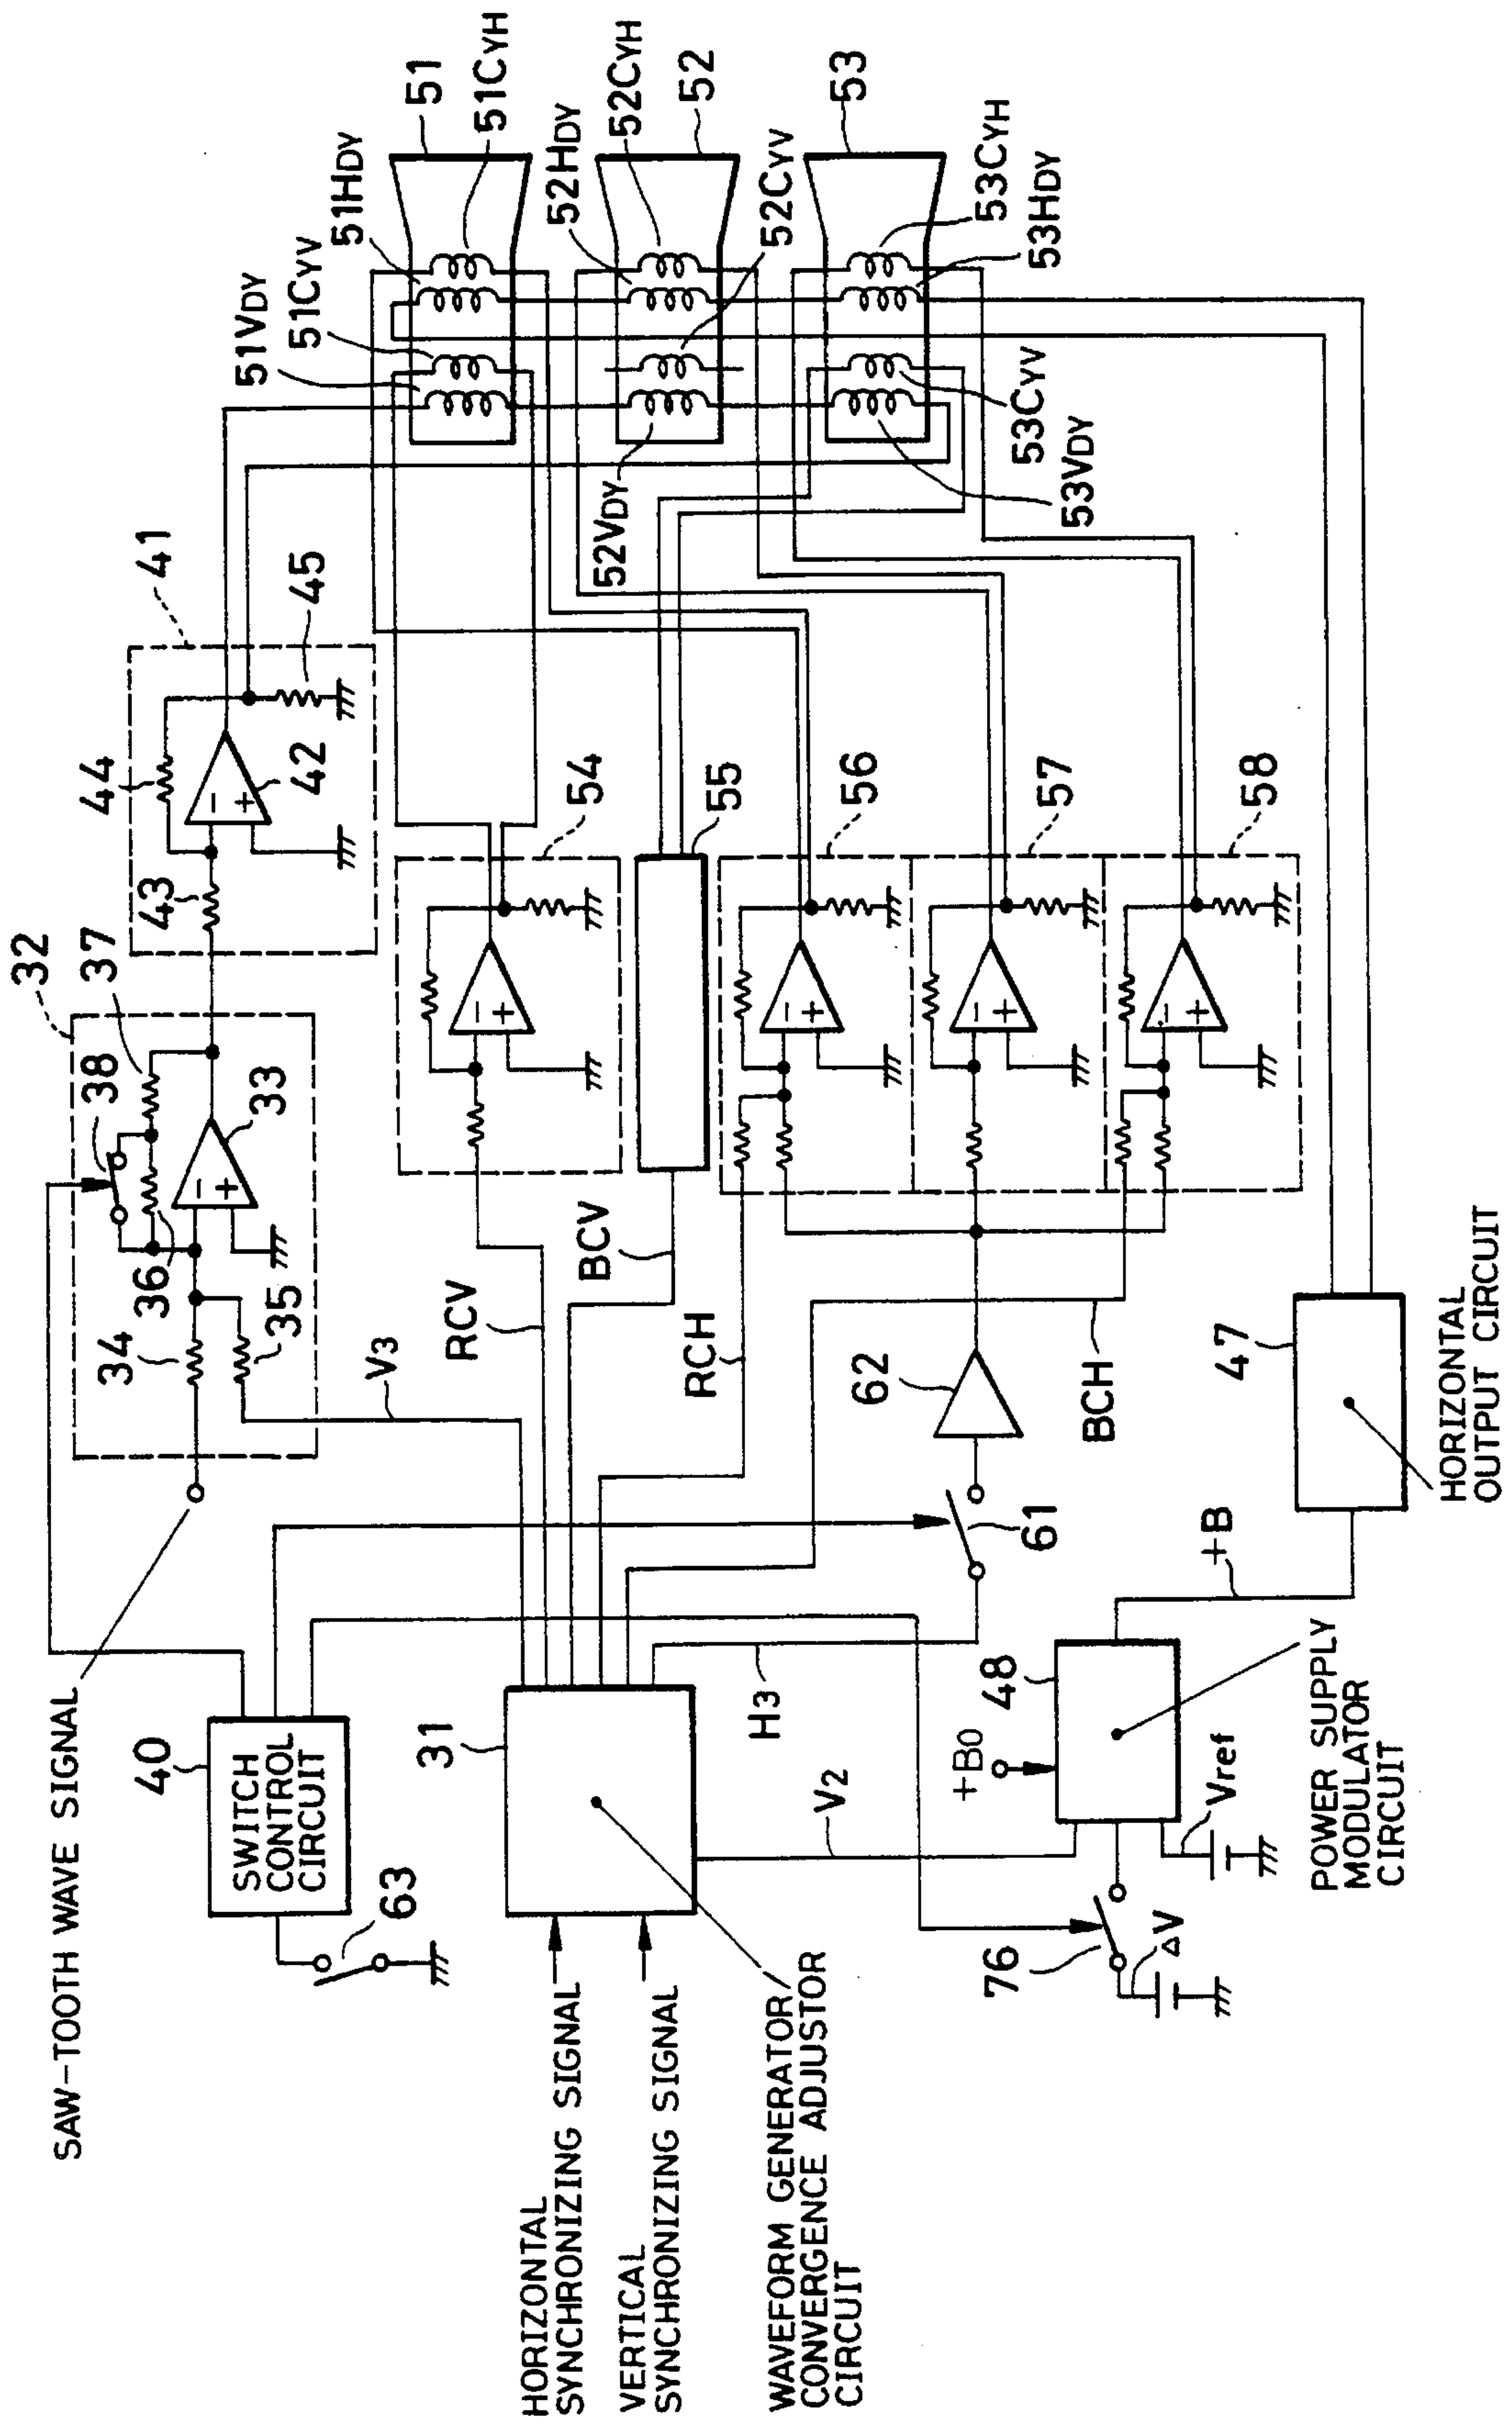 SAW-TOOTH WAVE SIGNAL
40
SWITCH
CONTROL
CIRCUIT
63
HORIZONTAL
SYNCHRONIZING SIGNAL
VERTICAL
SYNCHRONIZING SIGNAL
31
WAVEFORM GENERATOR
CONVERGENCE ADJUSTOR
CIRCUIT
32
34
35
36
38
37
33
V3
41
43
44
42
45
RCV
BCV
RCH
BCH
H3
V2
54
55
56
57
58
61
62
76
ΔV
Vref
+B0
48
POWER SUPPLY
MODULATOR
CIRCUIT
+B
47
HORIZONTAL
OUTPUT CIRCUIT
51VDY
51CYV
51HDY
51
51CYH
52VDY
52HDY
52CYH
52
52CYV
53
53CYH
53HDY
53CYV
53VDY